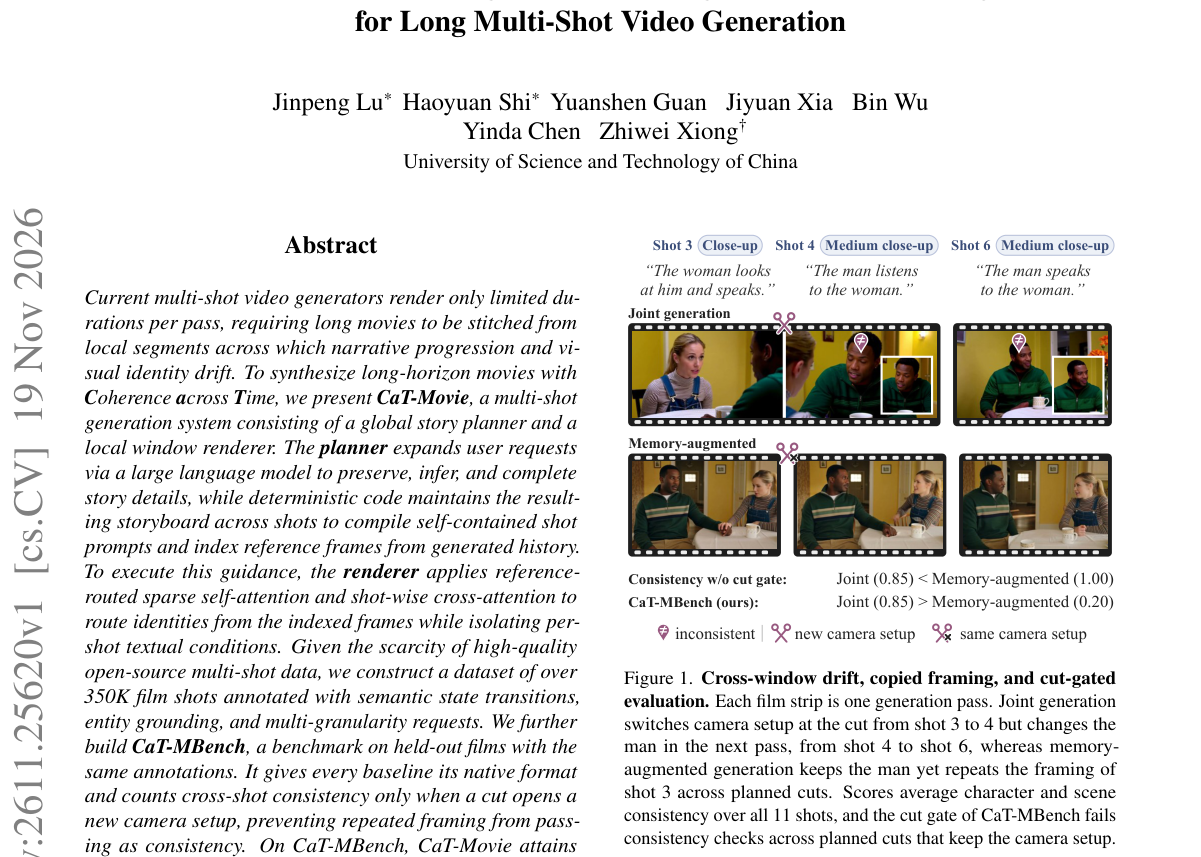 for Long Multi-Shot Video Generation
Jinpeng Lu* Haoyuan Shi* Yuanshen Guan Jiyuan Xia Bin Wu
Yinda Chen Zhiwei Xiong†
University of Science and Technology of China
:2611.25620v1 [cs.CV] 19 Nov 2026
Abstract
Current multi-shot video generators render only limited du-
rations per pass, requiring long movies to be stitched from
local segments across which narrative progression and vi-
sual identity drift. To synthesize long-horizon movies with
Coherence across Time, we present CaT-Movie, a multi-shot
generation system consisting of a global story planner and a
local window renderer. The planner expands user requests
via a large language model to preserve, infer, and complete
story details, while deterministic code maintains the result-
ing storyboard across shots to compile self-contained shot
prompts and index reference frames from generated history.
To execute this guidance, the renderer applies reference-
routed sparse self-attention and shot-wise cross-attention to
route identities from the indexed frames while isolating per-
shot textual conditions. Given the scarcity of high-quality
open-source multi-shot data, we construct a dataset of over
350K film shots annotated with semantic state transitions,
entity grounding, and multi-granularity requests. We further
build CaT-MBench, a benchmark on held-out films with the
same annotations. It gives every baseline its native format
and counts cross-shot consistency only when a cut opens a
new camera setup, preventing repeated framing from pass-
ing as consistency. On CaT-MBench, CaT-Movie attains
Shot 3 Close-up Shot 4 Medium close-up Shot 6 Medium close-up
“The woman looks
at him and speaks.”
“The man listens
to the woman.”
“The man speaks
to the woman.”
Joint generation
Memory-augmented
Consistency w/o cut gate: Joint (0.85) < Memory-augmented (1.00)
CaT-MBench (ours): Joint (0.85) > Memory-augmented (0.20)
≠ inconsistent | new camera setup same camera setup
Figure 1. Cross-window drift, copied framing, and cut-gated
evaluation. Each film strip is one generation pass. Joint generation
switches camera setup at the cut from shot 3 to 4 but changes the
man in the next pass, from shot 4 to shot 6, whereas memory-
augmented generation keeps the man yet repeats the framing of
shot 3 across planned cuts. Scores average character and scene
consistency over all 11 shots, and the cut gate of CaT-MBench fails
consistency checks across planned cuts that keep the camera setup.